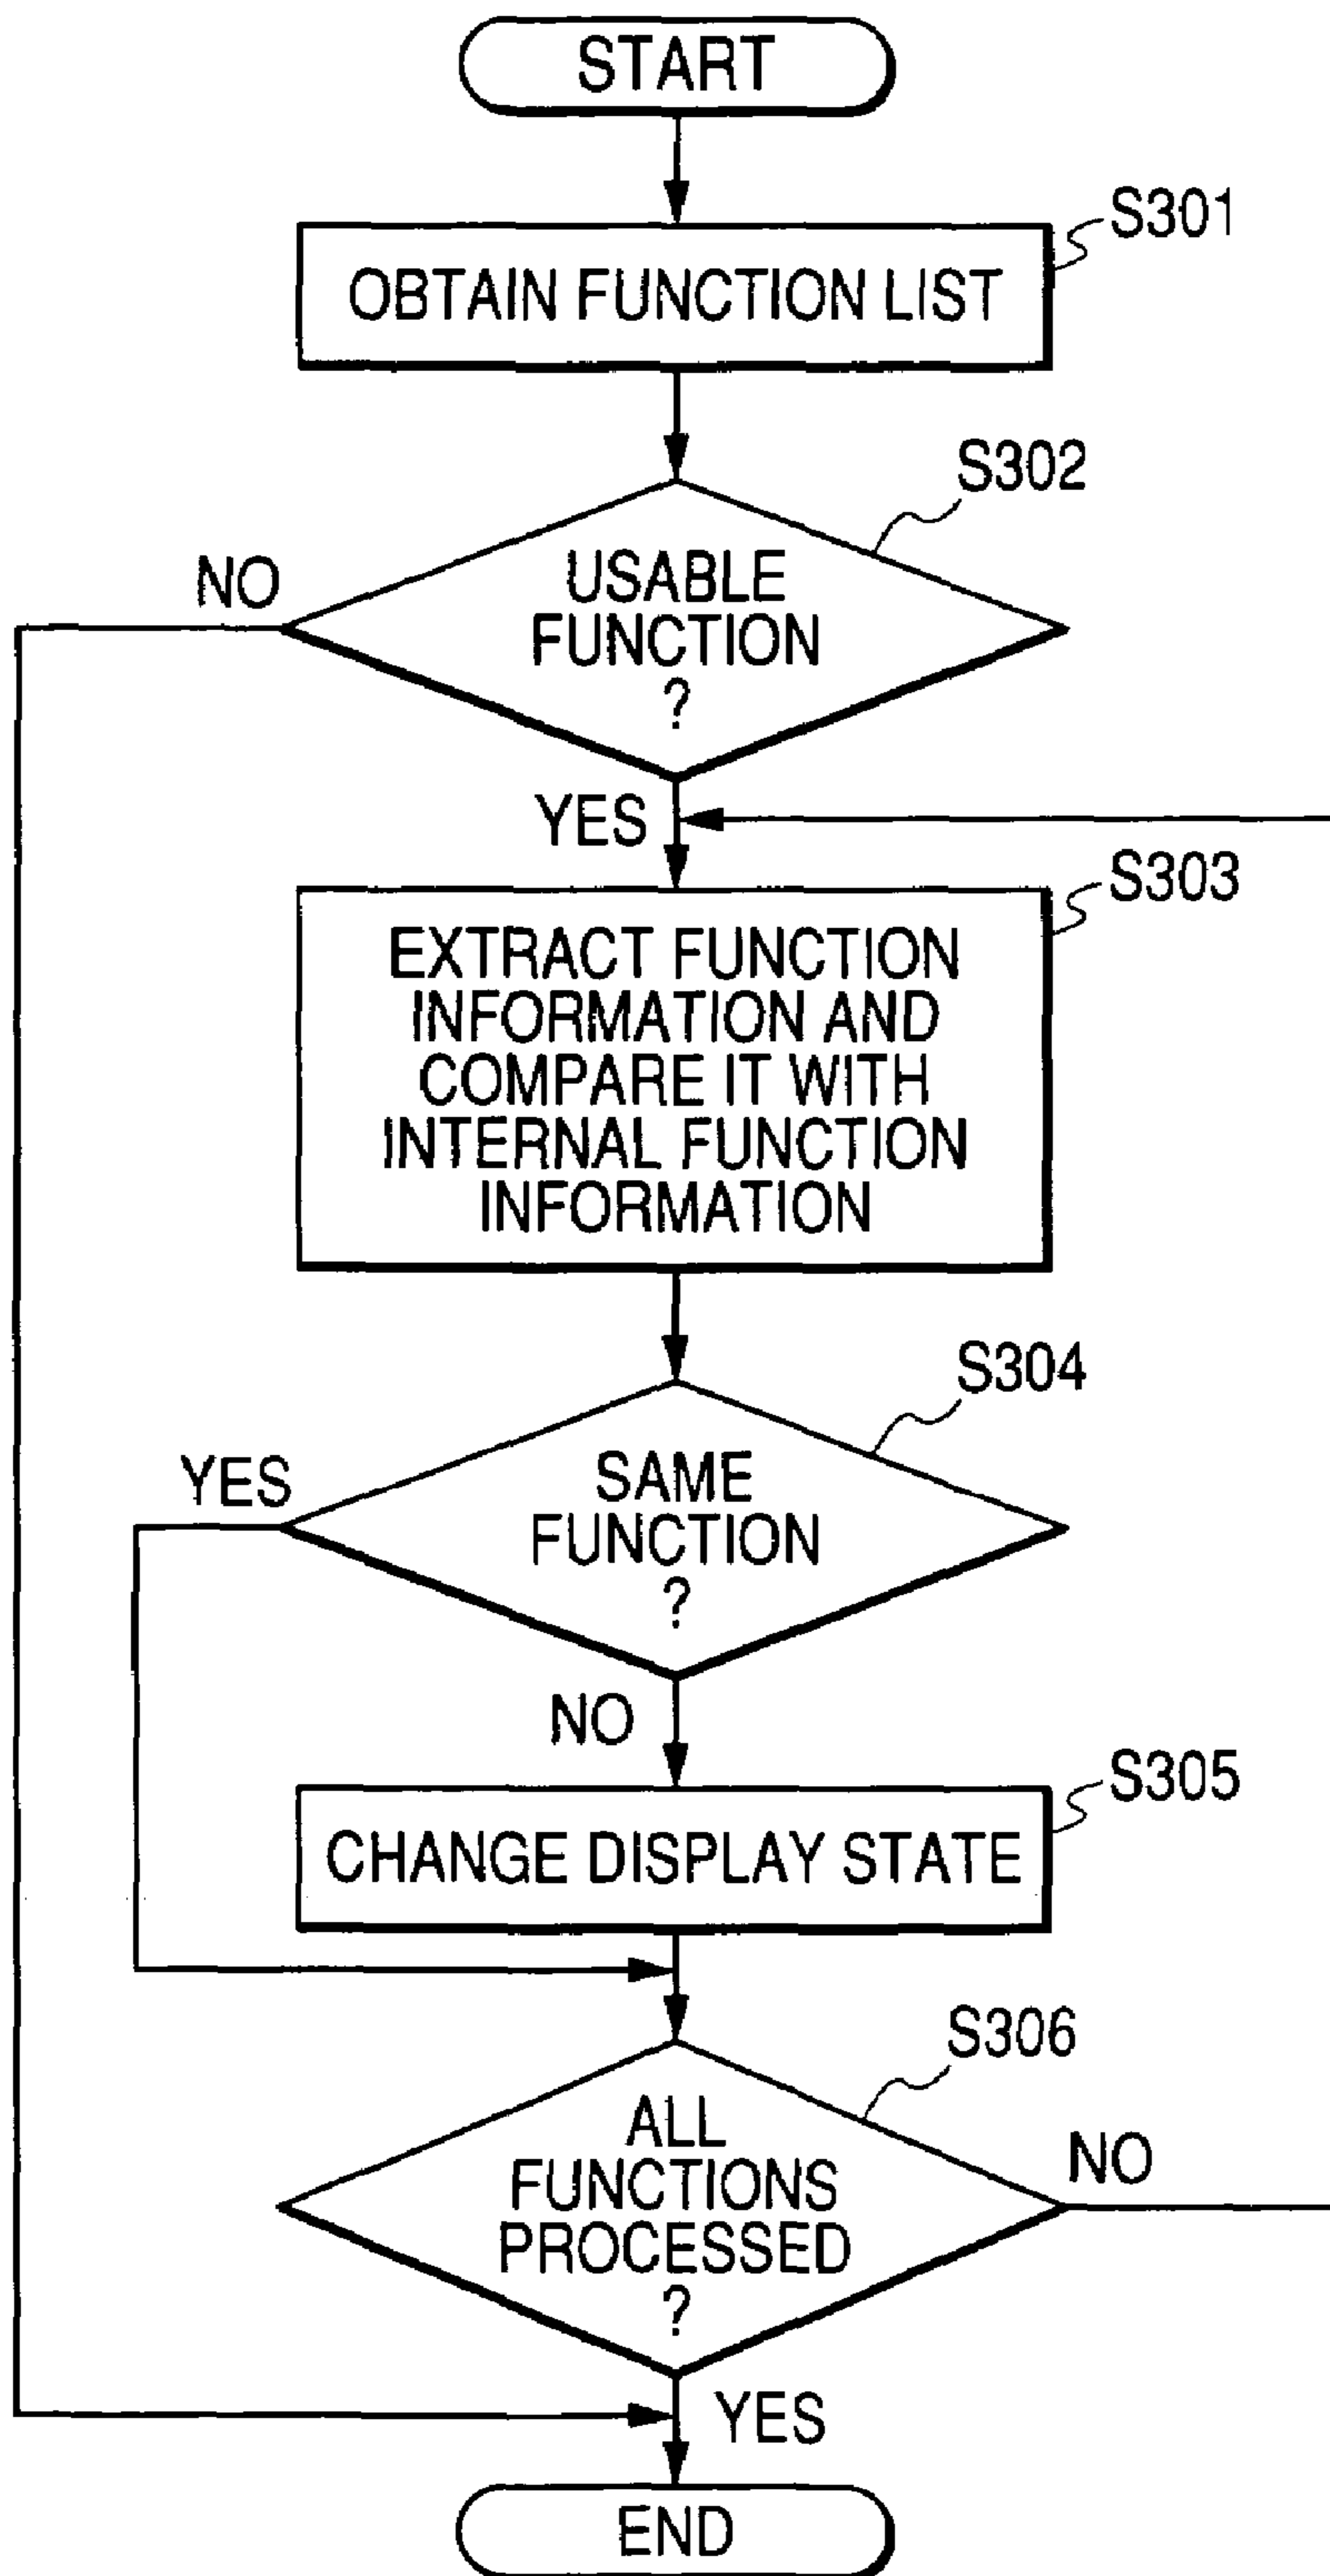 START
OBTAIN FUNCTION LIST
S301
S302
USABLE
FUNCTION
?
NO
YES
S303
EXTRACT FUNCTION
INFORMATION AND
COMPARE IT WITH
INTERNAL FUNCTION
INFORMATION
S304
SAME
FUNCTION
?
YES
NO
S305
CHANGE DISPLAY STATE
S306
ALL
FUNCTIONS
PROCESSED
?
NO
YES
END